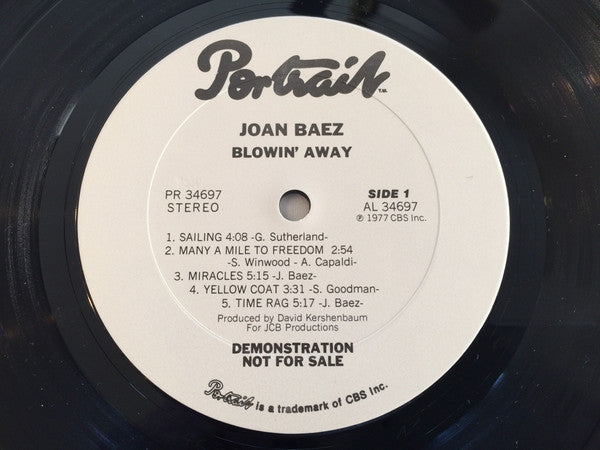 Portrait T.M.
JOAN BAEZ
BLOWIN' AWAY
PR 34697
STEREO
SIDE 1
AL 34697
℗ 1977 CBS Inc.
1. SAILING 4:08 -G. Sutherland-
2. MANY A MILE TO FREEDOM 2:54
-S. Winwood - A. Capaldi-
3. MIRACLES 5:15 -J. Baez-
4. YELLOW COAT 3:31 -S. Goodman-
5. TIME RAG 5:17 -J. Baez-
Produced by David Kershenbaum
For JCB Productions
DEMONSTRATION
NOT FOR SALE
Portrait is a trademark of CBS Inc.